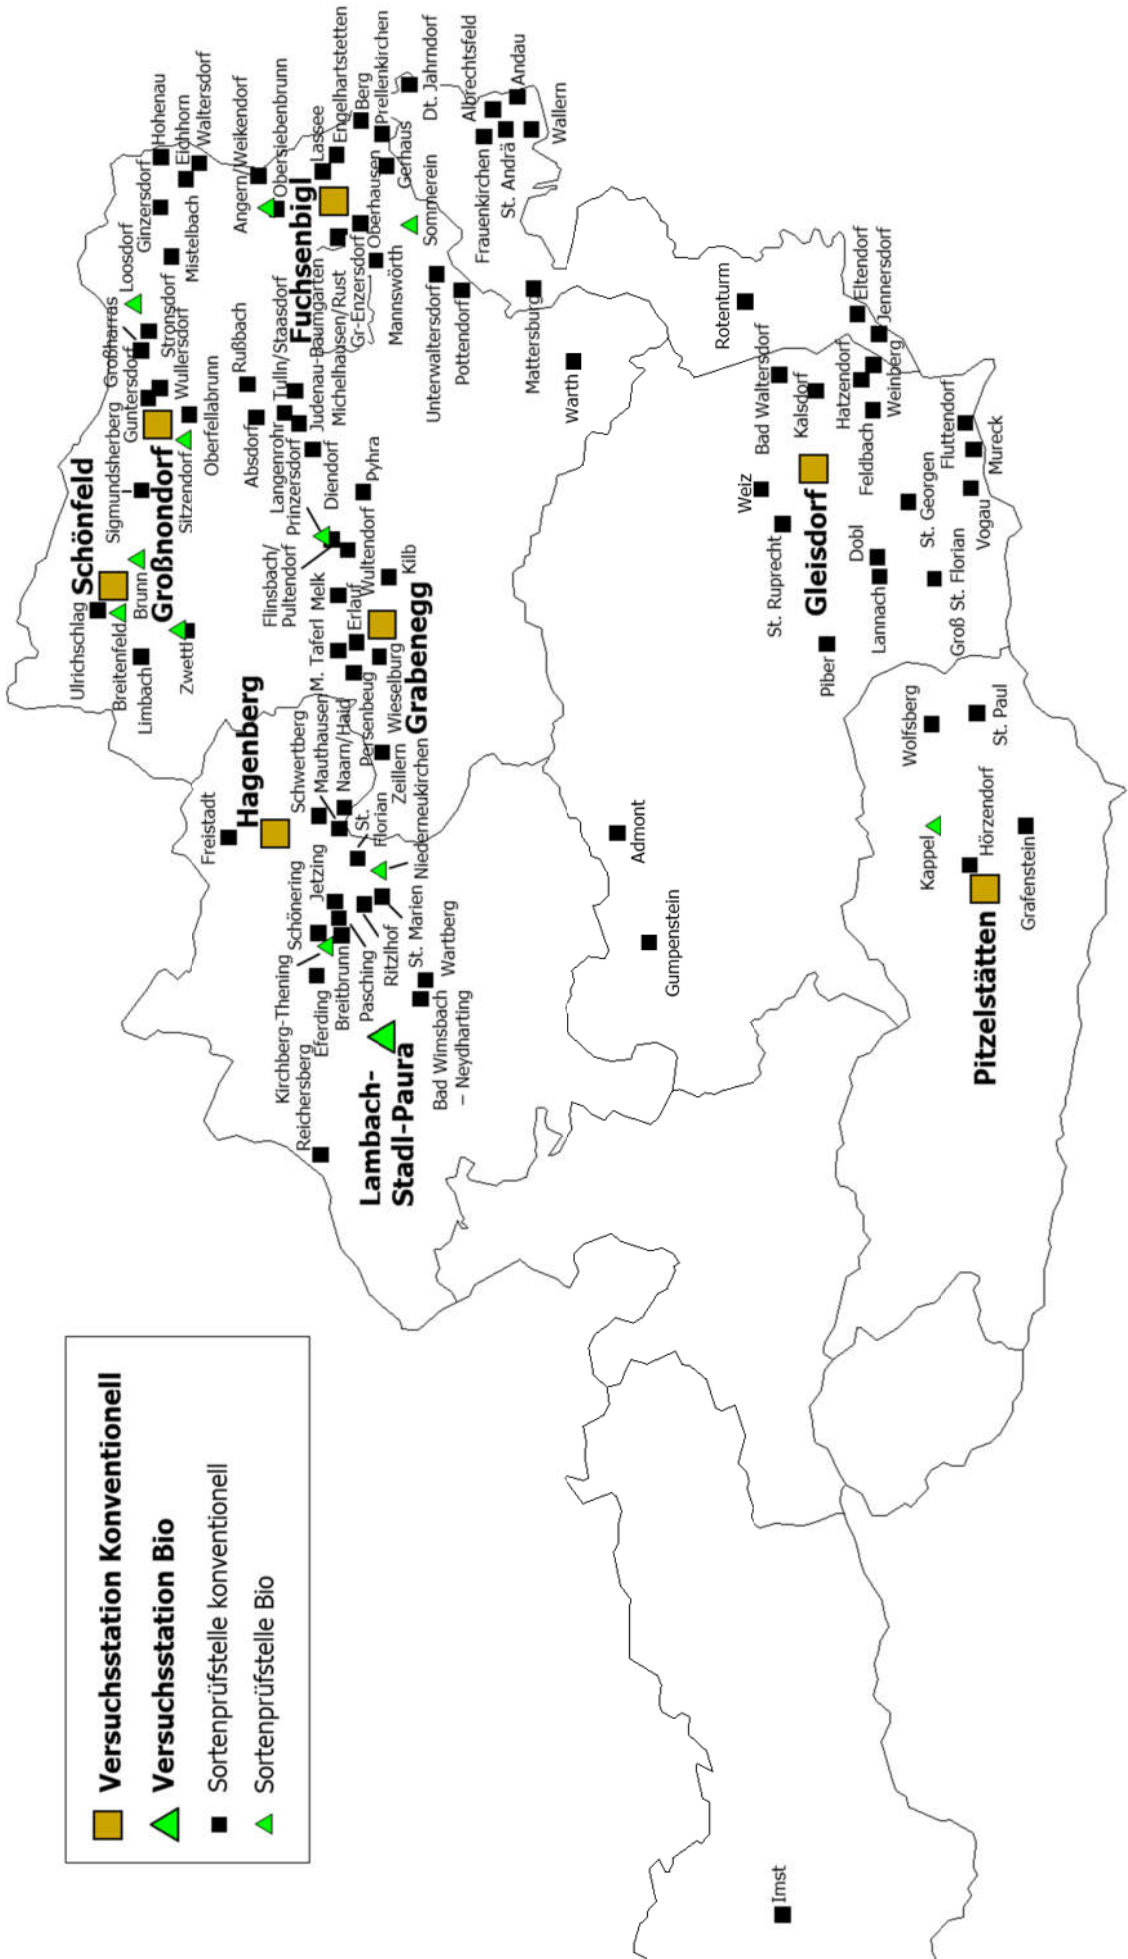 Versuchsstation Konventionell
Versuchsstation Bio
Sortenprüfstelle konventionell
Sortenprüfstelle Bio
Ulrichschlag
Schönfeld
Breitenfeld
Brunn
Limbach
Zwettl
Großnondorf
Sigmundsherberg
Sitzendorf
Guntersdorf
Großharras
Loosdorf
Stronsdorf
Wullersdorf
Oberfellabrunn
Ginzersdorf
Hohenau
Eichhorn
Waltersdorf
Mistelbach
Angern/Weikendorf
Obersiebenbrunn
Rußbach
Absdorf
Tulln/Staasdorf
Langenrohr
Judenau-Baumgarten
Michelhausen/Rust
Fuchsenbigl
Lassee
Engelhartstetten
Berg
Prellenkirchen
Gerhaus
Oberhausen
Gr-Enzersdorf
Mannswörth
Sommerein
Dt. Jahrndorf
Albrechtsfeld
Andau
Frauenkirchen
St. Andrä
Wallern
Unterwaltersdorf
Pottendorf
Mattersburg
Warth
Prinzersdorf
Diendorf
Pyhra
Flinsbach/
Pultendorf
Wultendorf
Kilb
Melk
Erlauf
M. Taferl
Persenbeug
Wieselburg
Grabenegg
Zeillern
Hagenberg
Freistadt
Schwertberg
Mauthausen
Naarn/Haid
St.
Florian
Niederneukirchen
Jetzing
Schönering
Kirchberg-Thening
Eferding
Breitbrunn
Pasching
Ritzlhof
St. Marien
Wartberg
Bad Wimsbach
– Neydharting
Reichersberg
Lambach-
Stadl-Paura
Admont
Gumpenstein
Rotenturm
Bad Waltersdorf
Kalsdorf
Weiz
St. Ruprecht
Gleisdorf
Hatzendorf
Weinberg
Feldbach
Eltendorf
Jennersdorf
Fluttendorf
Mureck
Vogau
St. Georgen
Dobl
Lannach
Groß St. Florian
Piber
Wolfsberg
St. Paul
Kappel
Hörzendorf
Pitzelstätten
Grafenstein
Imst